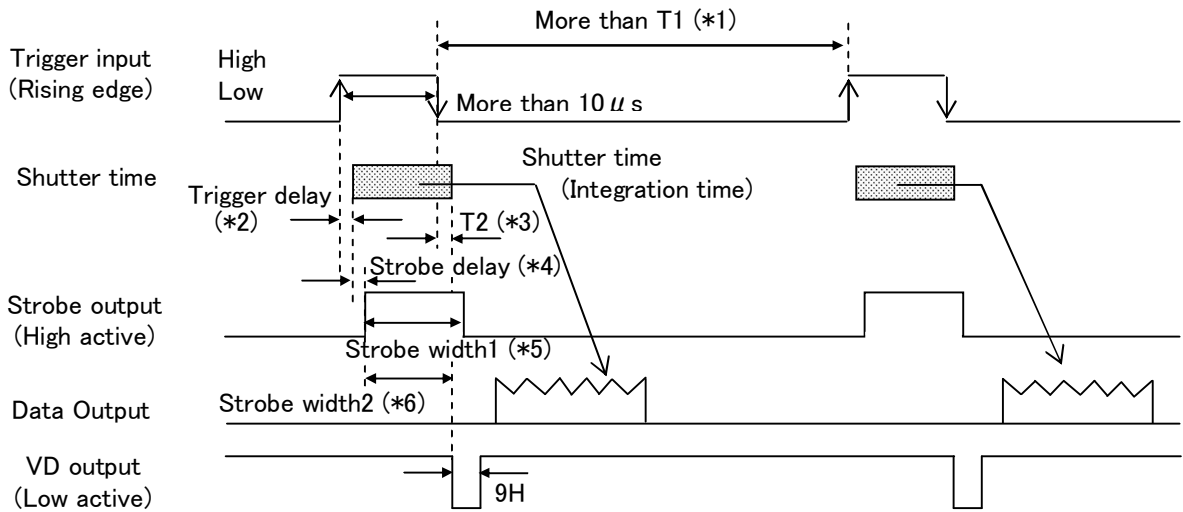 More than T1 (*1)
Trigger input
(Rising edge)
High
Low
More than 10 μ s
Shutter time
Shutter time
(Integration time)
Trigger delay
(*2)
T2 (*3)
Strobe delay (*4)
Strobe output
(High active)
Strobe width1 (*5)
Strobe width2 (*6)
Data Output
VD output
(Low active)
9H